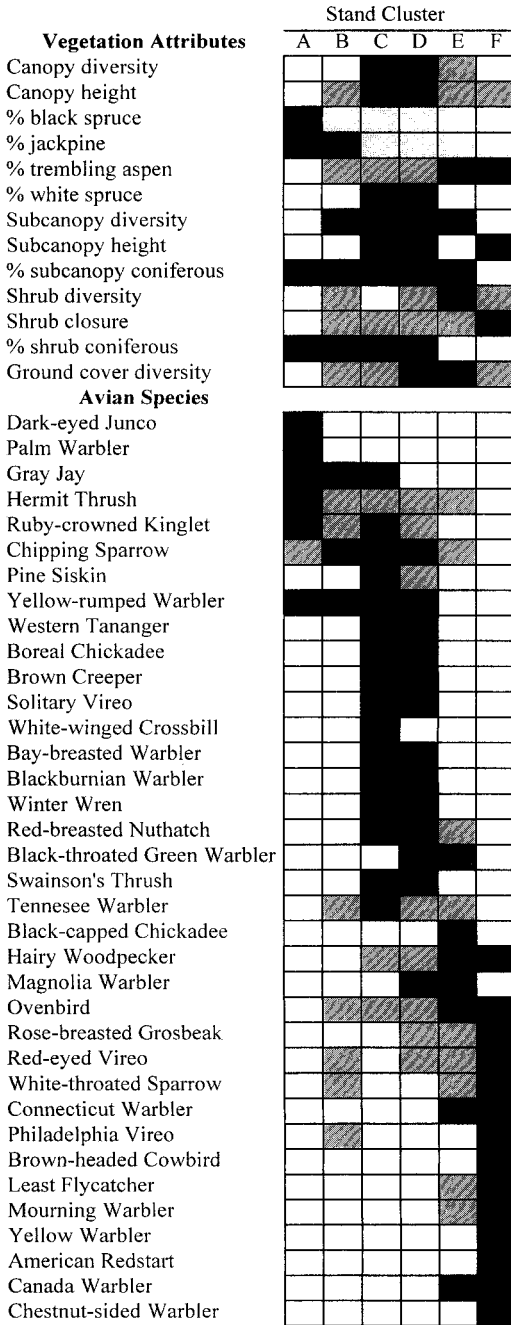 Stand Cluster
Vegetation Attributes A B C D E F
Canopy diversity
Canopy height
% black spruce
% jackpine
% trembling aspen
% white spruce
Subcanopy diversity
Subcanopy height
% subcanopy coniferous
Shrub diversity
Shrub closure
% shrub coniferous
Ground cover diversity
Avian Species
Dark-eyed Junco
Palm Warbler
Gray Jay
Hermit Thrush
Ruby-crowned Kinglet
Chipping Sparrow
Pine Siskin
Yellow-rumped Warbler
Western Tananger
Boreal Chickadee
Brown Creeper
Solitary Vireo
White-winged Crossbill
Bay-breasted Warbler
Blackburnian Warbler
Winter Wren
Red-breasted Nuthatch
Black-throated Green Warbler
Swainson's Thrush
Tennesee Warbler
Black-capped Chickadee
Hairy Woodpecker
Magnolia Warbler
Ovenbird
Rose-breasted Grosbeak
Red-eyed Vireo
White-throated Sparrow
Connecticut Warbler
Philadelphia Vireo
Brown-headed Cowbird
Least Flycatcher
Mourning Warbler
Yellow Warbler
American Redstart
Canada Warbler
Chestnut-sided Warbler